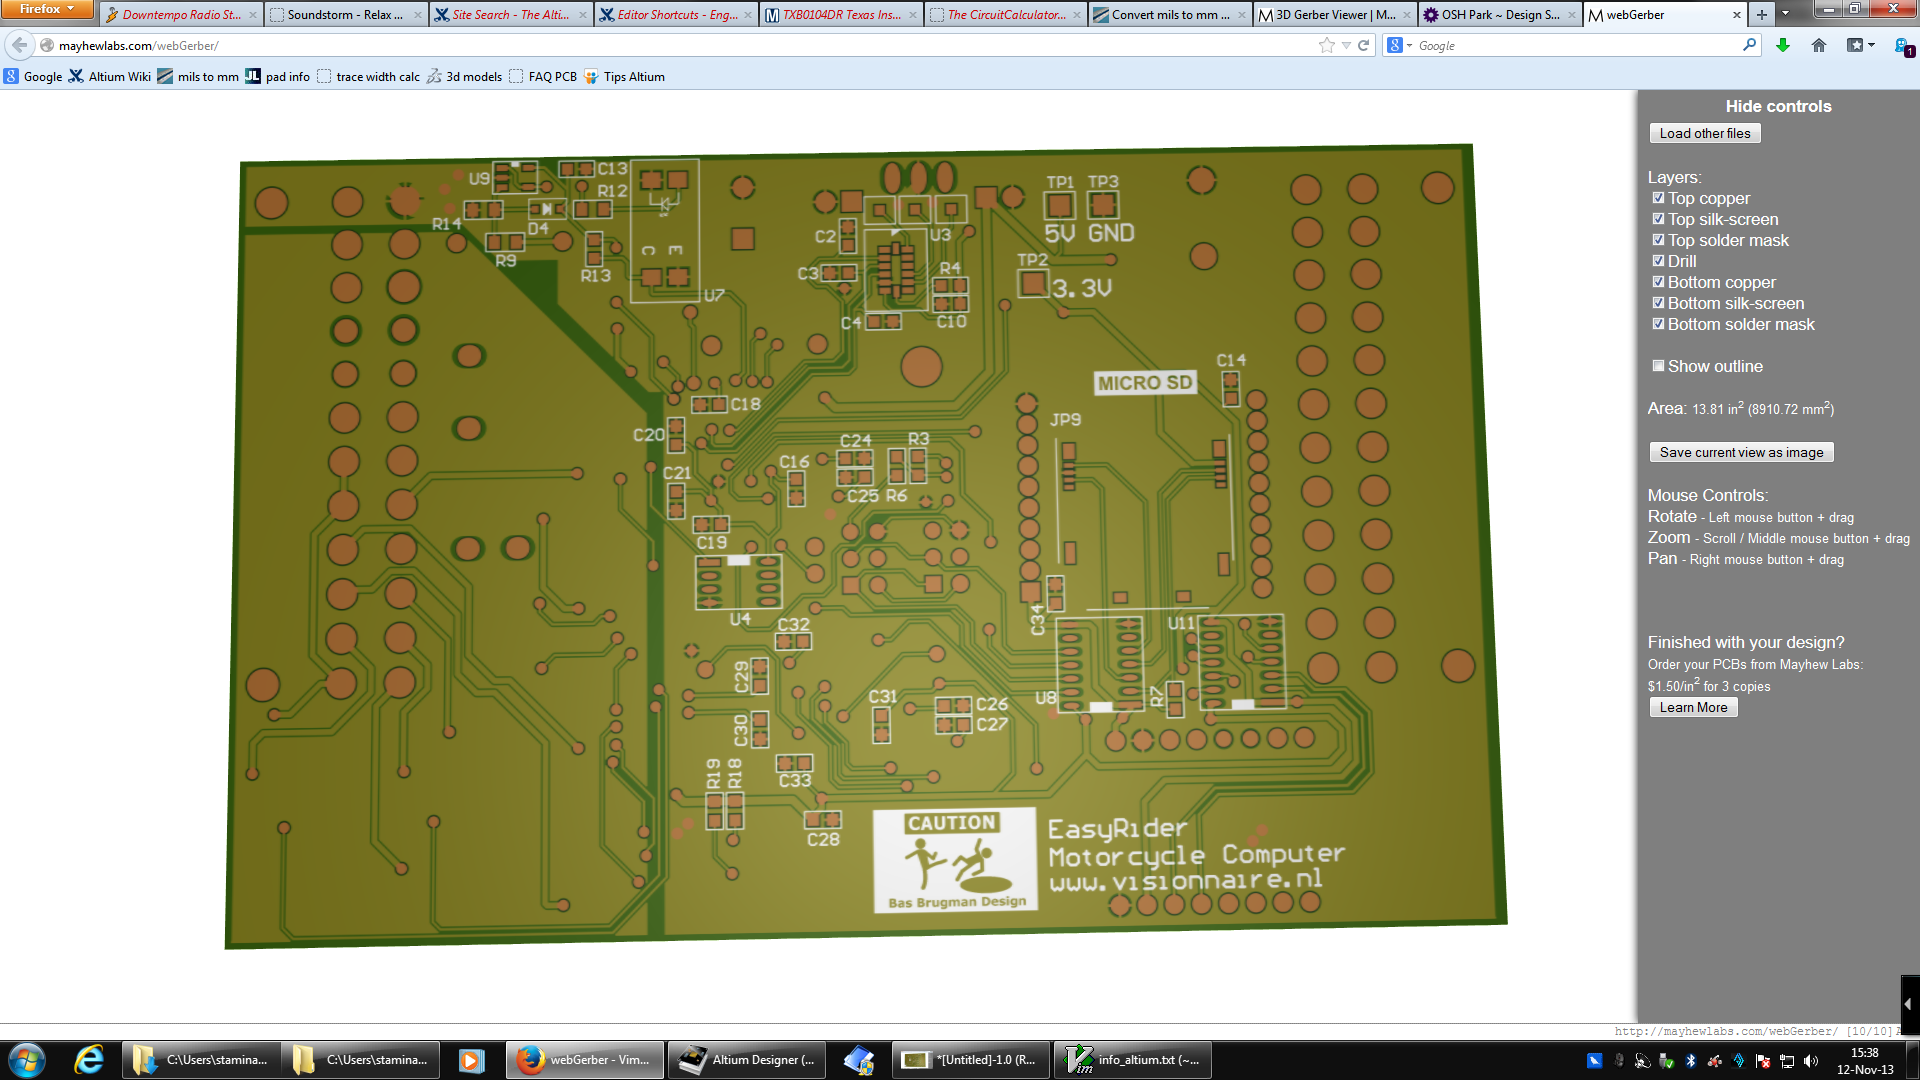 Firefox
Downtempo Radio St...
Soundstorm - Relax ...
Site Search - The Alti...
Editor Shortcuts - Eng...
TXB0104DR Texas Ins...
The CircuitCalculator...
Convert mils to mm ...
3D Gerber Viewer | M...
OSH Park ~ Design S...
webGerber
mayhewlabs.com/webGerber/
Google
1
Google
Altium Wiki
mils to mm
pad info
trace width calc
3d models
FAQ PCB
Tips Altium
Hide controls
Load other files
Layers:
Top copper
Top silk-screen
Top solder mask
Drill
Bottom copper
Bottom silk-screen
Bottom solder mask
Show outline
Area: 13.81 in2 (8910.72 mm2)
Save current view as image
Mouse Controls:
Rotate - Left mouse button + drag
Zoom - Scroll / Middle mouse button + drag
Pan - Right mouse button + drag
Finished with your design?
Order your PCBs from Mayhew Labs:
$1.50/in2 for 3 copies
Learn More
U9
C13
R12
R14
D4
R9
R13
C E
U7
C2
U3
C3
R4
C4
C10
TP1
TP3
5V GND
TP2
3.3V
C14
MICRO SD
JP9
C18
C20
C24
R3
C16
C21
C25 R6
C19
U4
C32
C34
U11
C29
U8
R7
C31
C26
C27
C30
C33
R19
R18
C28
CAUTION
Bas Brugman Design
EasyRider
Motorcycle Computer
www.visionnaire.nl
http://mayhewlabs.com/webGerber/ [10/10]
C:\Users\stamina...
C:\Users\stamina...
webGerber - Vim...
Altium Designer (...
*[Untitled]-1.0 (R...
info_altium.txt (~...
15:38
12-Nov-13